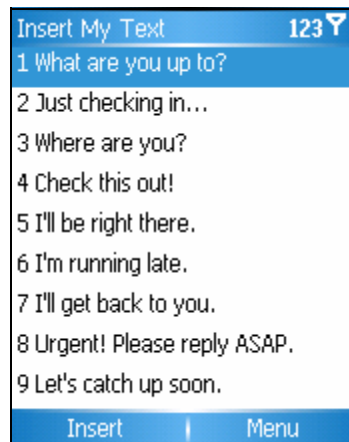 Insert My Text 123
1 What are you up to?
2 Just checking in...
3 Where are you?
4 Check this out!
5 I'll be right there.
6 I'm running late.
7 I'll get back to you.
8 Urgent! Please reply ASAP.
9 Let's catch up soon.
Insert Menu